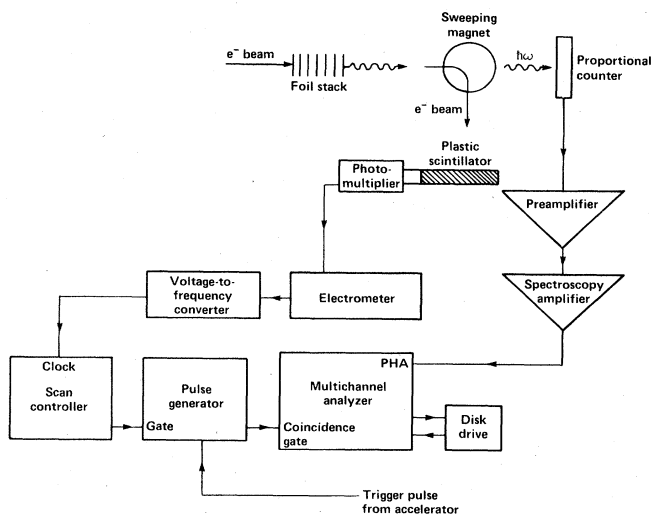 Sweeping
magnet
e⁻ beam
ħω
Proportional
counter
Foil stack
e⁻ beam
Plastic
scintillator
Photo-
multiplier
Preamplifier
Voltage-to-
frequency
converter
Electrometer
Spectroscopy
amplifier
Clock
Scan
controller
Pulse
generator
Gate
PHA
Multichannel
analyzer
Coincidence
gate
Disk
drive
Trigger pulse
from accelerator